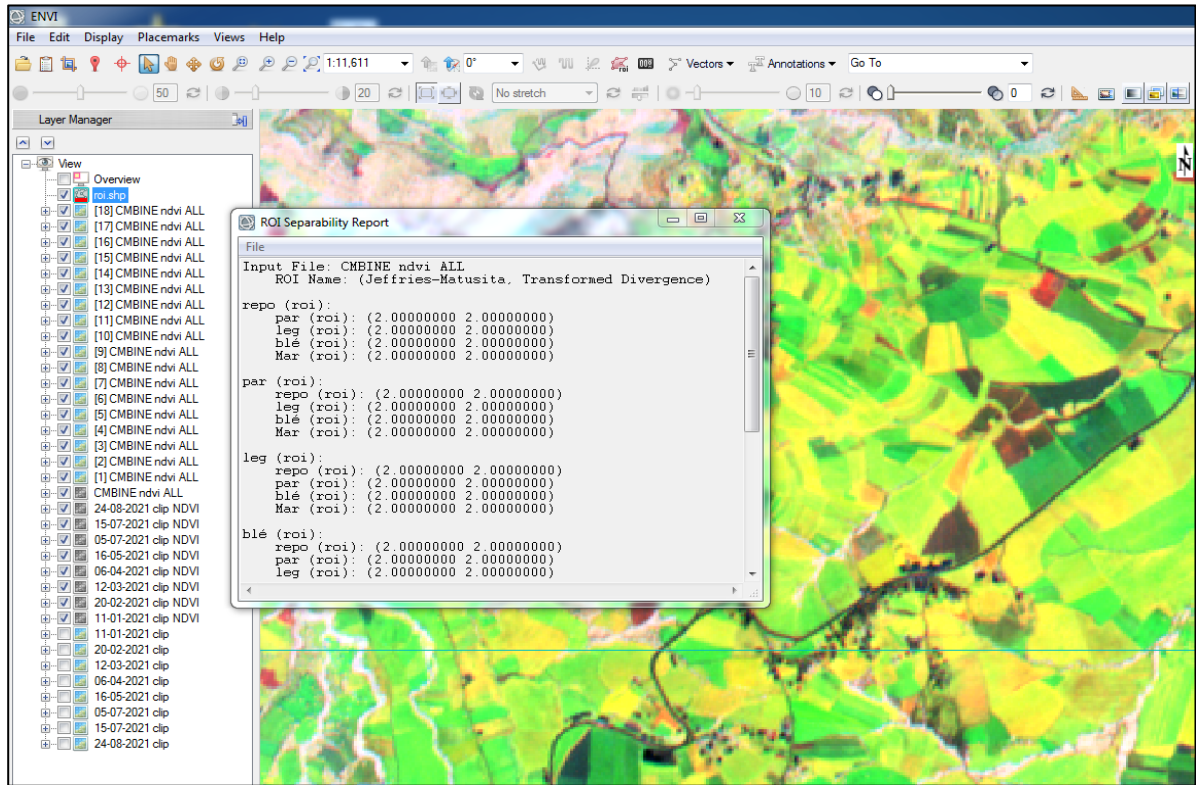 ENVI
File Edit Display Placemarks Views Help
1:11,611 0° Vectors Annotations Go To
50 20 No stretch 10 0
Layer Manager
View
Overview
roi.shp
[18] CMBINE ndvi ALL
[17] CMBINE ndvi ALL
[16] CMBINE ndvi ALL
[15] CMBINE ndvi ALL
[14] CMBINE ndvi ALL
[13] CMBINE ndvi ALL
[12] CMBINE ndvi ALL
[11] CMBINE ndvi ALL
[10] CMBINE ndvi ALL
[9] CMBINE ndvi ALL
[8] CMBINE ndvi ALL
[7] CMBINE ndvi ALL
[6] CMBINE ndvi ALL
[5] CMBINE ndvi ALL
[4] CMBINE ndvi ALL
[3] CMBINE ndvi ALL
[2] CMBINE ndvi ALL
[1] CMBINE ndvi ALL
CMBINE ndvi ALL
24-08-2021 clip NDVI
15-07-2021 clip NDVI
05-07-2021 clip NDVI
16-05-2021 clip NDVI
06-04-2021 clip NDVI
12-03-2021 clip NDVI
20-02-2021 clip NDVI
11-01-2021 clip NDVI
11-01-2021 clip
20-02-2021 clip
12-03-2021 clip
06-04-2021 clip
16-05-2021 clip
05-07-2021 clip
15-07-2021 clip
24-08-2021 clip
ROI Separability Report
File
Input File: CMBINE ndvi ALL
ROI Name: (Jeffries-Matusita, Transformed Divergence)
repo (roi):
par (roi): (2.00000000 2.00000000)
leg (roi): (2.00000000 2.00000000)
blé (roi): (2.00000000 2.00000000)
Mar (roi): (2.00000000 2.00000000)
par (roi):
repo (roi): (2.00000000 2.00000000)
leg (roi): (2.00000000 2.00000000)
blé (roi): (2.00000000 2.00000000)
Mar (roi): (2.00000000 2.00000000)
leg (roi):
repo (roi): (2.00000000 2.00000000)
par (roi): (2.00000000 2.00000000)
blé (roi): (2.00000000 2.00000000)
Mar (roi): (2.00000000 2.00000000)
blé (roi):
repo (roi): (2.00000000 2.00000000)
par (roi): (2.00000000 2.00000000)
leg (roi): (2.00000000 2.00000000)
N